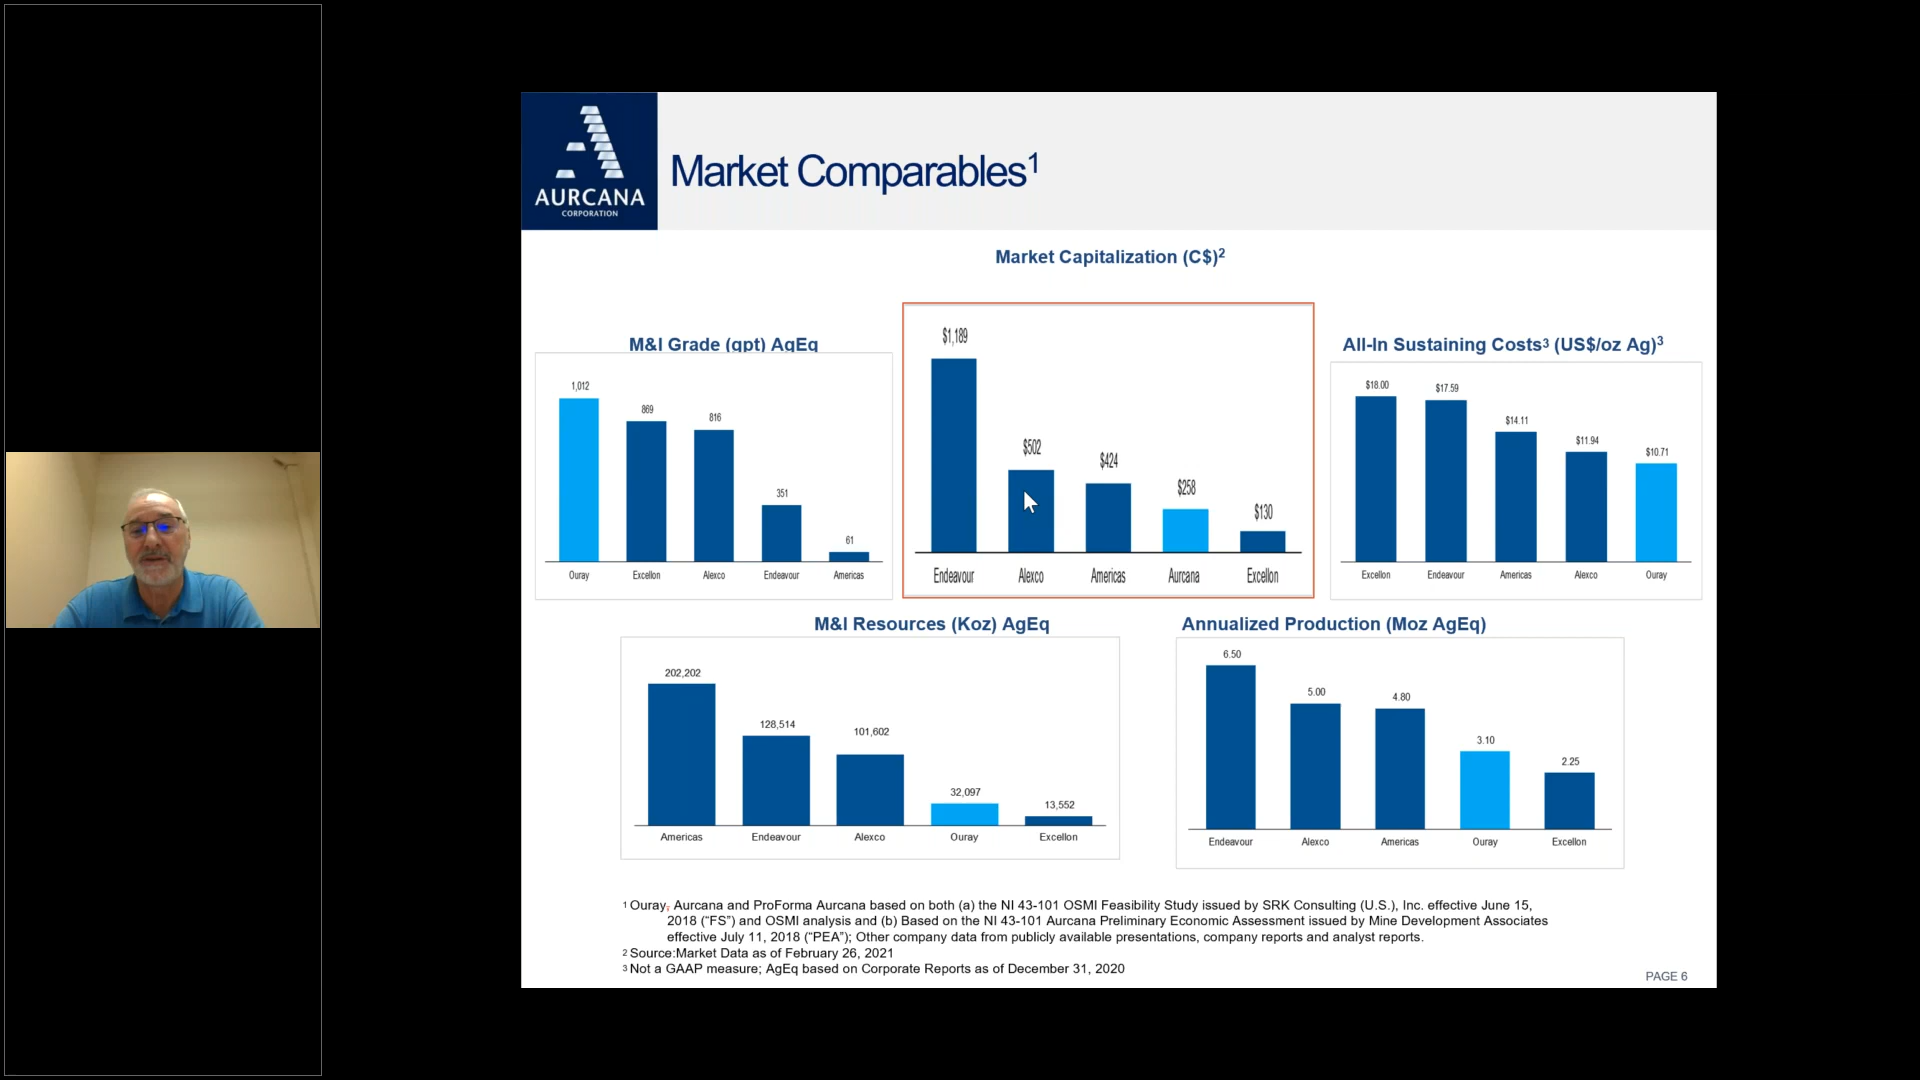 AURCANA
CORPORATION
Market Comparables1
Market Capitalization (C$)2
$1,189
$502
$424
$258
$130
Endeavour Alexco Americas Aurcana Excellon
M&I Grade (gpt) AgEq
1,012
869
816
351
61
Ouray Excellon Alexco Endeavour Americas
All-In Sustaining Costs3 (US$/oz Ag)3
$18.00
$17.59
$14.11
$11.94
$10.71
Excellon Endeavour Americas Alexco Ouray
M&I Resources (Koz) AgEq
202,202
128,514
101,602
32,097
13,552
Americas Endeavour Alexco Ouray Excellon
Annualized Production (Moz AgEq)
6.50
5.00
4.80
3.10
2.25
Endeavour Alexco Americas Ouray Excellon
1 Ouray, Aurcana and ProForma Aurcana based on both (a) the NI 43-101 OSMI Feasibility Study issued by SRK Consulting (U.S.), Inc. effective June 15,
2018 (“FS”) and OSMI analysis and (b) Based on the NI 43-101 Aurcana Preliminary Economic Assessment issued by Mine Development Associates
effective July 11, 2018 (“PEA”); Other company data from publicly available presentations, company reports and analyst reports.
2 Source:Market Data as of February 26, 2021
3 Not a GAAP measure; AgEq based on Corporate Reports as of December 31, 2020
PAGE 6